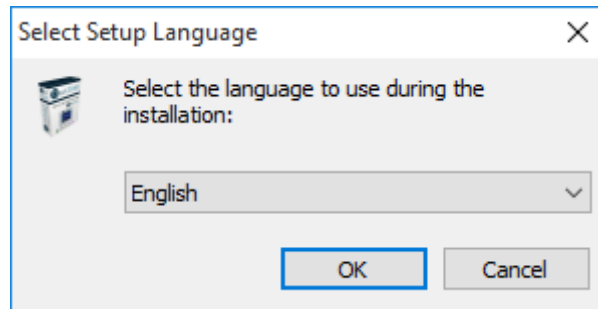 Select Setup Language
Select the language to use during the
installation:
English
OK
Cancel